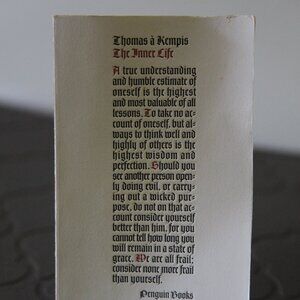 Thomas à Kempis
The Inner Life
A true understanding
and humble estimate of
oneself is the highest
and most valuable of all
lessons. To take no ac=
count of oneself, but al=
ways to think well and
highly of others is the
highest wisdom and
perfection. Should you
see another person open=
ly doing evil, or carry=
ing out a wicked pur=
pose, do not on that ac=
count consider yourself
better than him, for you
cannot tell how long you
will remain in a state of
grace. We are all frail;
consider none more frail
than yourself.
Penguin Books